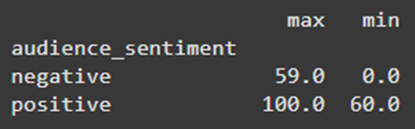 max min
audience_sentiment
negative 59.0 0.0
positive 100.0 60.0